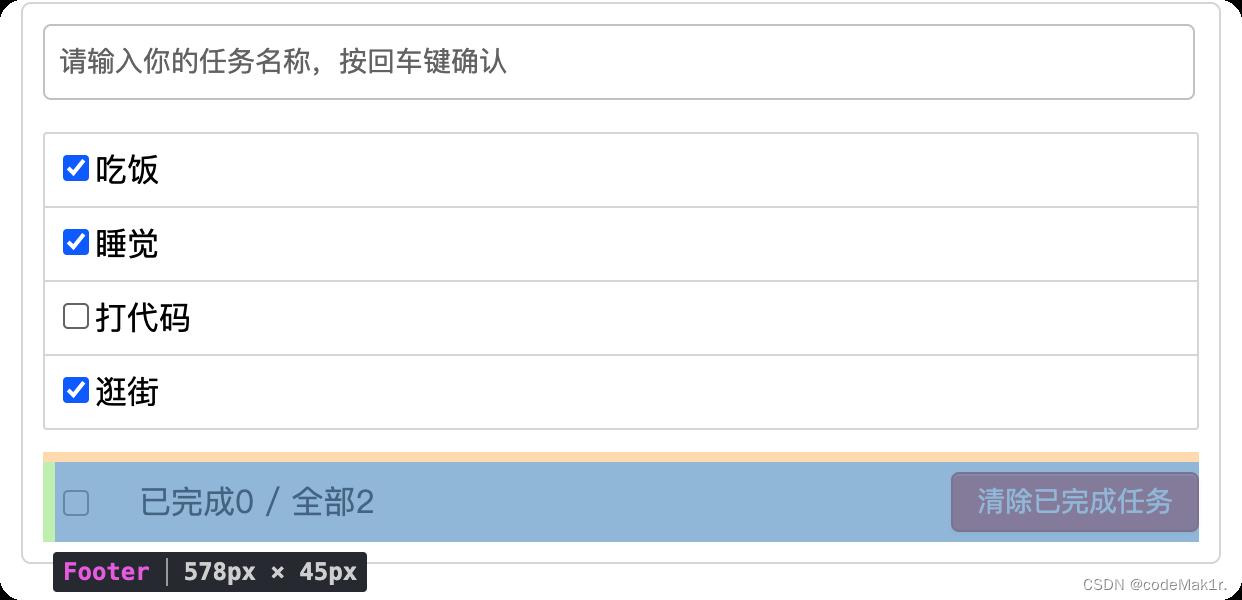 请输入你的任务名称，按回车键确认
吃饭
睡觉
打代码
逛街
已完成0 / 全部2 清除已完成任务
Footer | 578px × 45px
CSDN @codeMak1r.